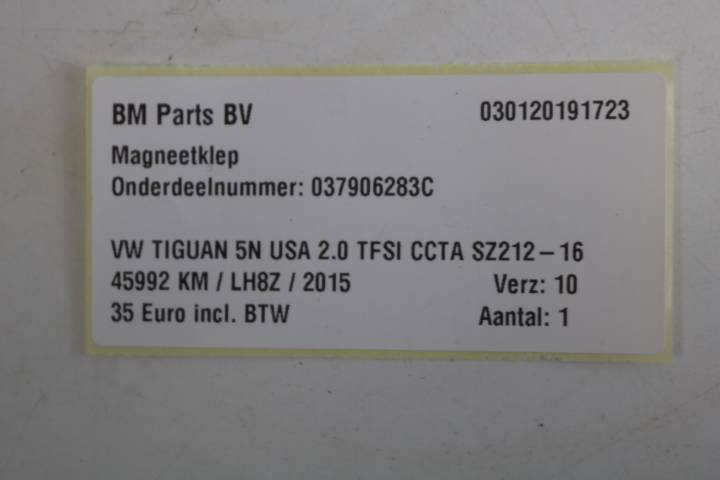 BM Parts BV 030120191723
Magneetklep
Onderdeelnummer: 037906283C
VW TIGUAN 5N USA 2.0 TFSI CCTA SZ212-16
45992 KM / LH8Z / 2015 Verz: 10
35 Euro incl. BTW Aantal: 1